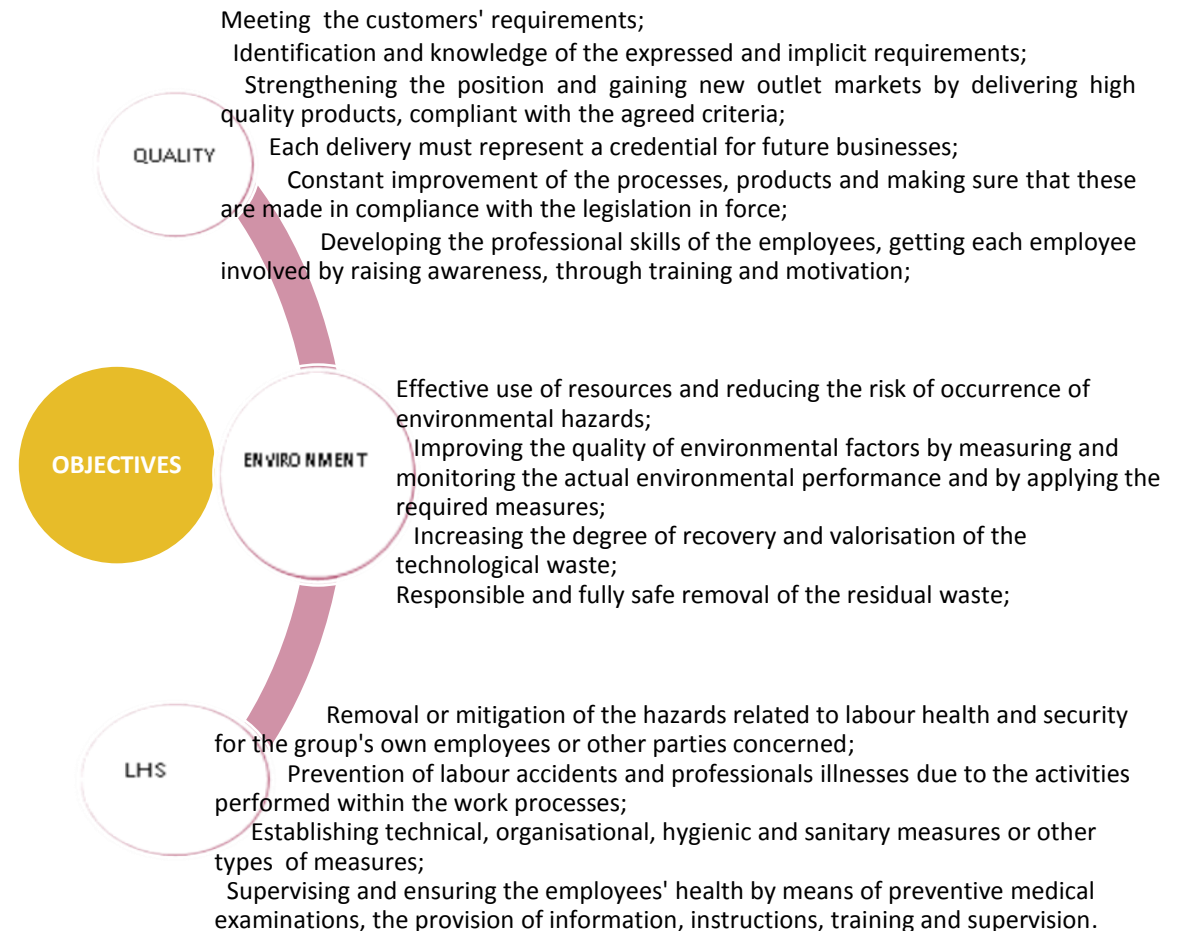 Meeting the customers' requirements;
Identification and knowledge of the expressed and implicit requirements;
Strengthening the position and gaining new outlet markets by delivering high
quality products, compliant with the agreed criteria;
QUALITY
Each delivery must represent a credential for future businesses;
Constant improvement of the processes, products and making sure that these
are made in compliance with the legislation in force;
Developing the professional skills of the employees, getting each employee
involved by raising awareness, through training and motivation;
OBJECTIVES
ENVIRONMENT
Effective use of resources and reducing the risk of occurrence of
environmental hazards;
Improving the quality of environmental factors by measuring and
monitoring the actual environmental performance and by applying the
required measures;
Increasing the degree of recovery and valorisation of the
technological waste;
Responsible and fully safe removal of the residual waste;
LHS
Removal or mitigation of the hazards related to labour health and security
for the group's own employees or other parties concerned;
Prevention of labour accidents and professionals illnesses due to the activities
performed within the work processes;
Establishing technical, organisational, hygienic and sanitary measures or other
types of measures;
Supervising and ensuring the employees' health by means of preventive medical
examinations, the provision of information, instructions, training and supervision.